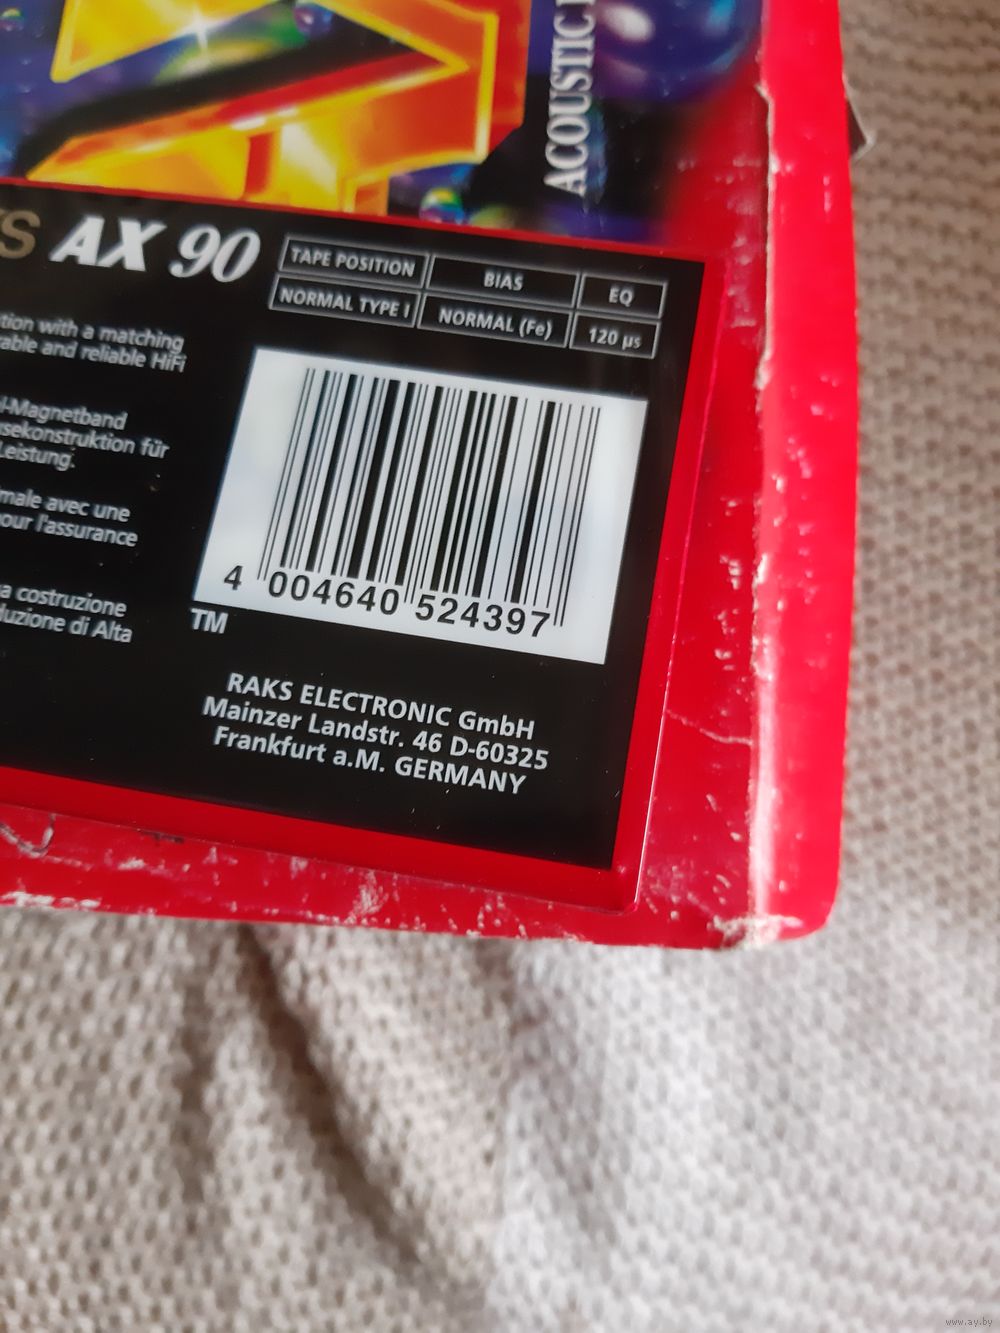 ACOUSTIC
AX 90
TAPE POSITION BIAS EQ
NORMAL TYPE I NORMAL (Fe) 120 µs
tion with a matching
able and reliable HiFi
l-Magnetband
sekonstruktion für
Leistung.
male avec une
our l'assurance
a costruzione
duzione di Alta
4 004640 524397
TM
RAKS ELECTRONIC GmbH
Mainzer Landstr. 46 D-60325
Frankfurt a.M. GERMANY
www.ay.by